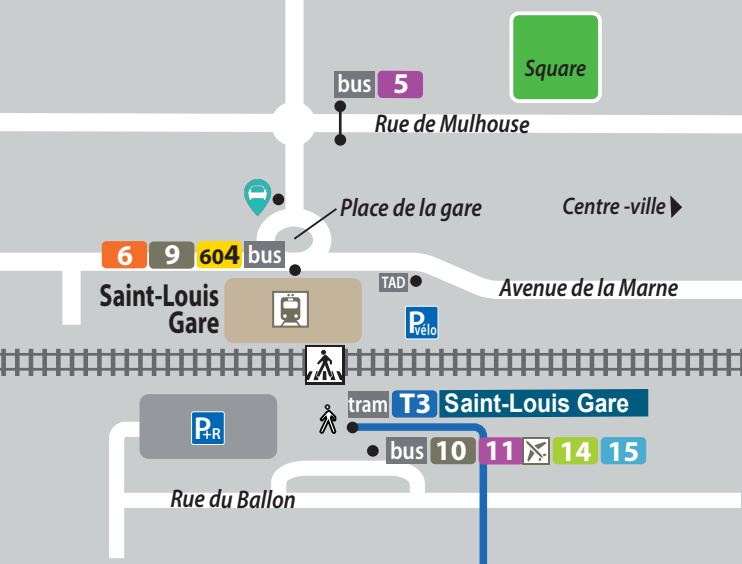 Square
bus 5
Rue de Mulhouse
Place de la gare
Centre -ville
6 9 604 bus
TAD
Avenue de la Marne
Saint-Louis
Gare
P
vélo
tram T3 Saint-Louis Gare
P+R
bus 10 11 14 15
Rue du Ballon